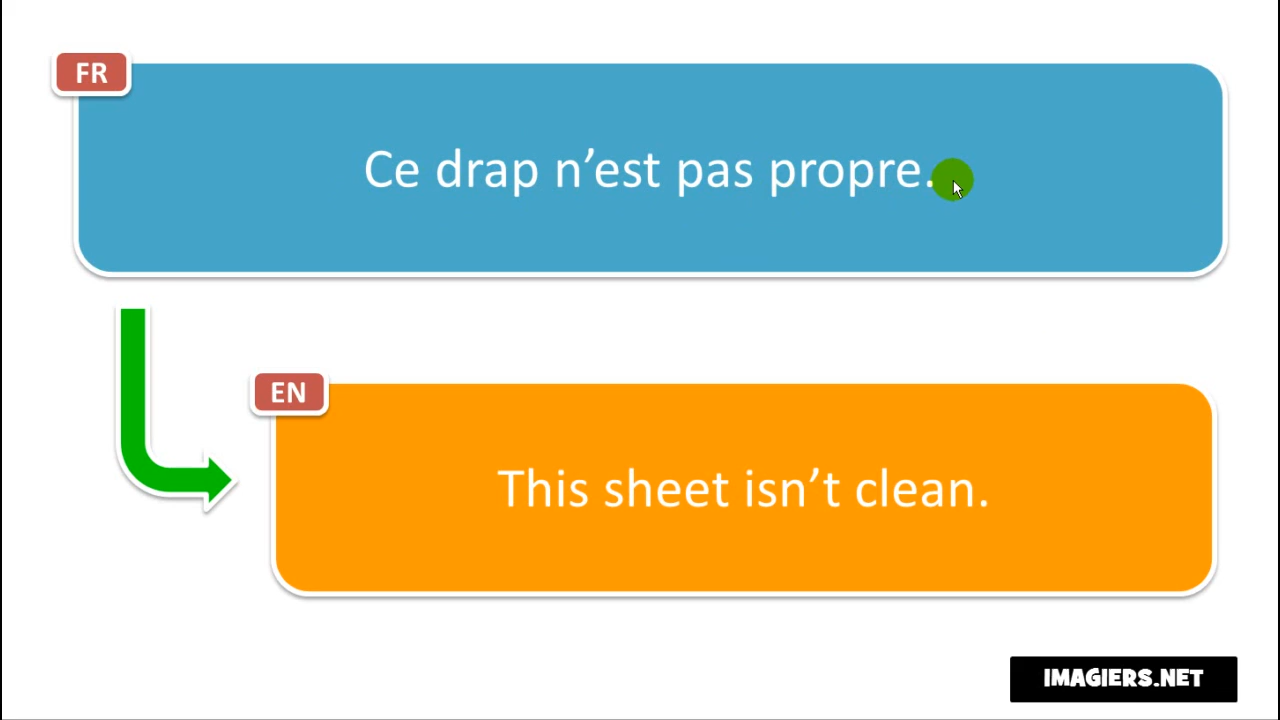 FR
Ce drap n’est pas propre.
EN
This sheet isn’t clean.
IMAGIERS.NET